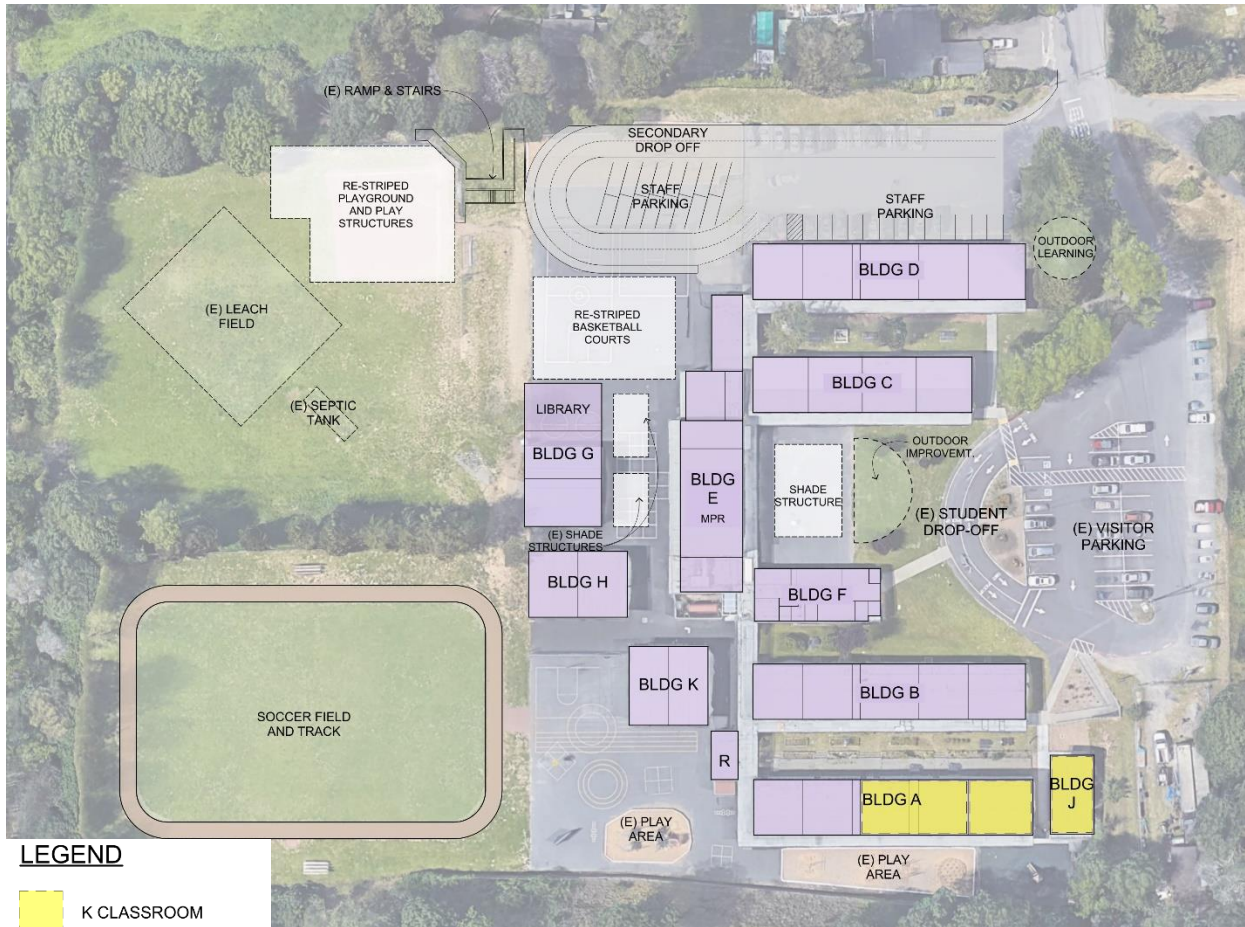 (E) RAMP & STAIRS
SECONDARY
DROP OFF
RE-STRIPED
PLAYGROUND
AND PLAY
STRUCTURES
STAFF
PARKING
STAFF
PARKING
OUTDOOR
LEARNING
BLDG D
(E) LEACH
FIELD
RE-STRIPED
BASKETBALL
COURTS
BLDG C
(E) SEPTIC
TANK
LIBRARY
BLDG G
OUTDOOR
IMPROVEMT.
BLDG
E
MPR
SHADE
STRUCTURE
(E) STUDENT
DROP-OFF
(E) VISITOR
PARKING
(E) SHADE
STRUCTURES
BLDG H
BLDG F
BLDG K
BLDG B
SOCCER FIELD
AND TRACK
R
BLDG A
BLDG
J
(E) PLAY
AREA
(E) PLAY
AREA
LEGEND
K CLASSROOM